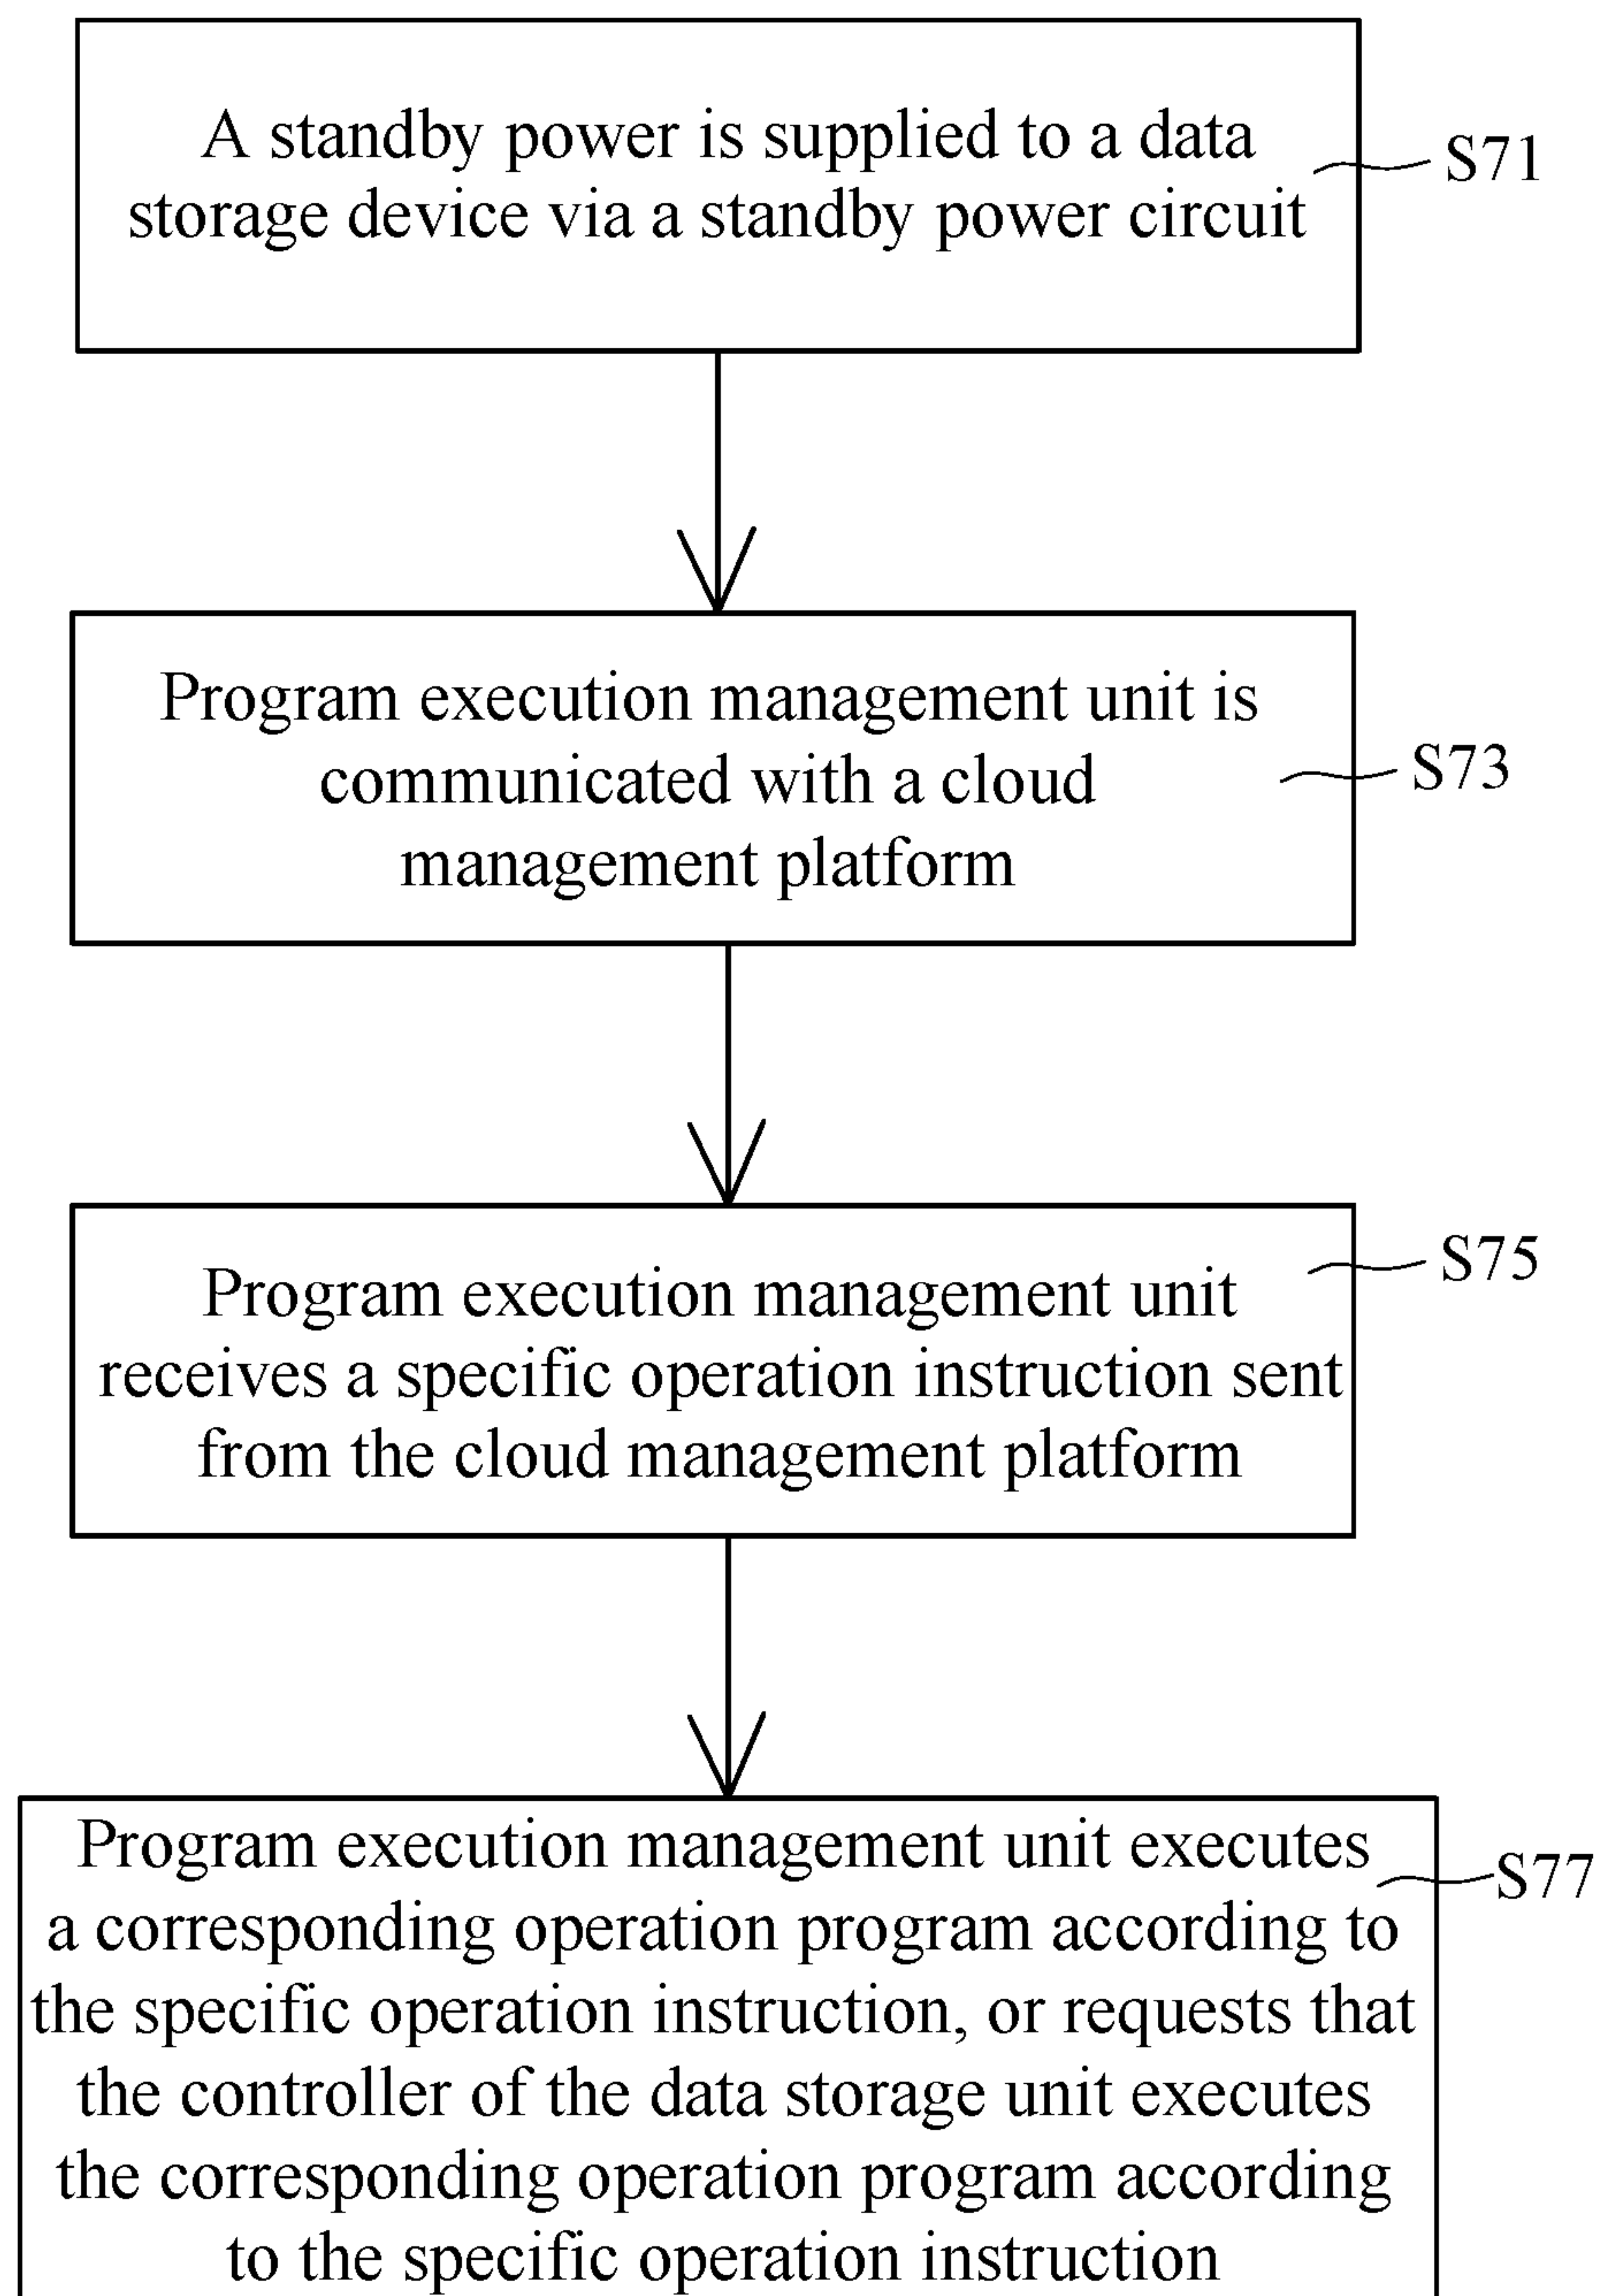 A standby power is supplied to a data
storage device via a standby power circuit
S71
Program execution management unit is
communicated with a cloud
management platform
S73
Program execution management unit
receives a specific operation instruction sent
from the cloud management platform
S75
Program execution management unit executes
a corresponding operation program according to
the specific operation instruction, or requests that
the controller of the data storage unit executes
the corresponding operation program according
to the specific operation instruction
S77